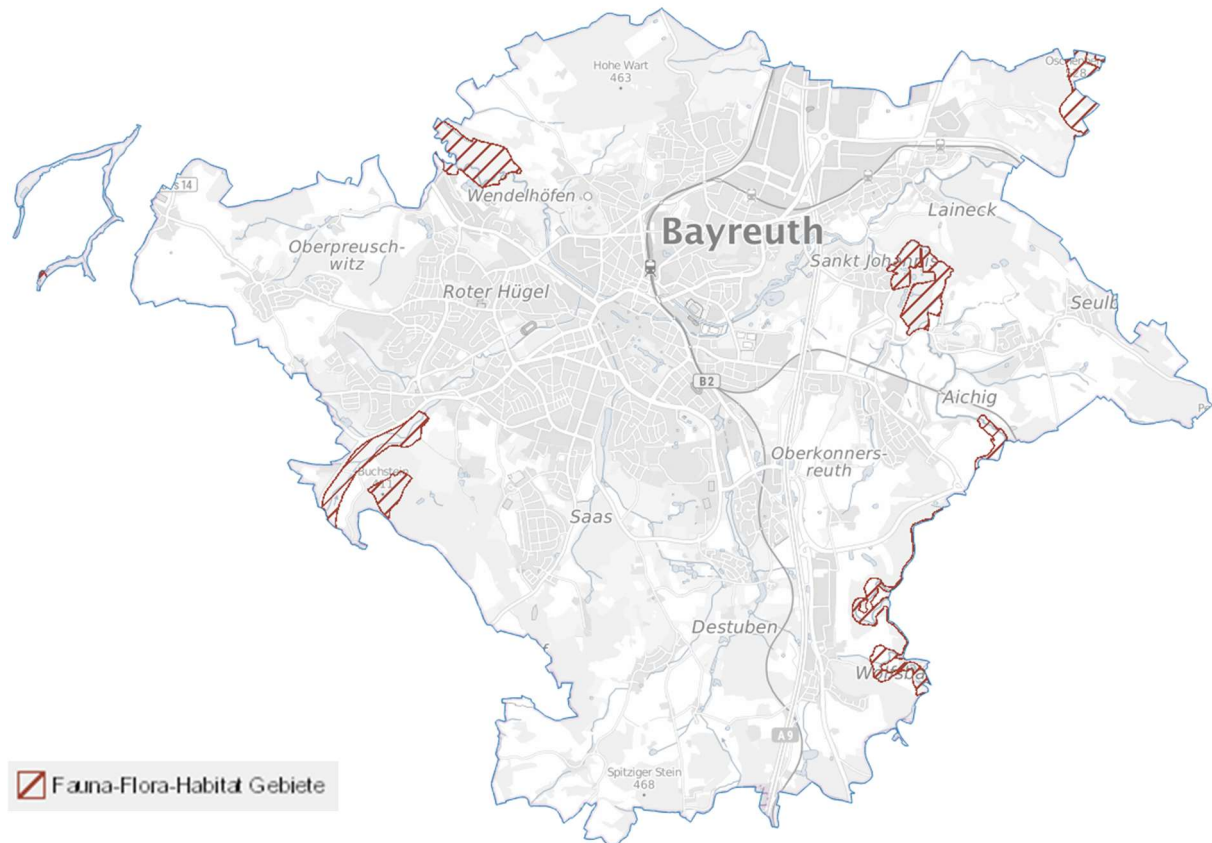 Hohe Wart
463
Wendelhöfen
Bayreuth
Laineck
Oberpreusch-
witz
Sankt Johannis
Roter Hügel
B2
Aichig
Oberkonners-
reuth
Buchstein
411
Saas
Destuben
A9
Spitziger Stein
468
Fauna-Flora-Habitat Gebiete